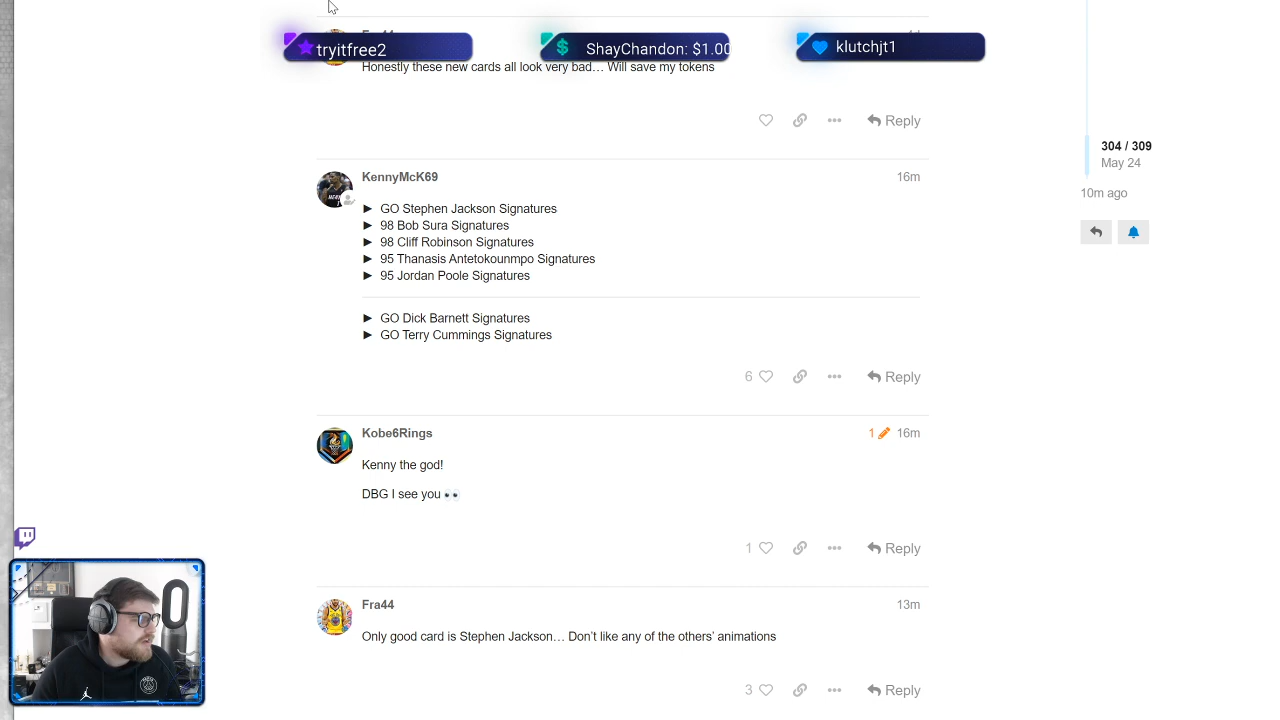 tryitfree2
ShayChandon: $1.00
klutchjt1
Honestly these new cards all look very bad… Will save my tokens
Reply
304 / 309
May 24
10m ago
KennyMcK69
16m
► GO Stephen Jackson Signatures
► 98 Bob Sura Signatures
► 98 Cliff Robinson Signatures
► 95 Thanasis Antetokounmpo Signatures
► 95 Jordan Poole Signatures
► GO Dick Barnett Signatures
► GO Terry Cummings Signatures
6
Reply
Kobe6Rings
1
16m
Kenny the god!
DBG I see you 👀
1
Reply
Fra44
13m
Only good card is Stephen Jackson… Don’t like any of the others’ animations
3
Reply